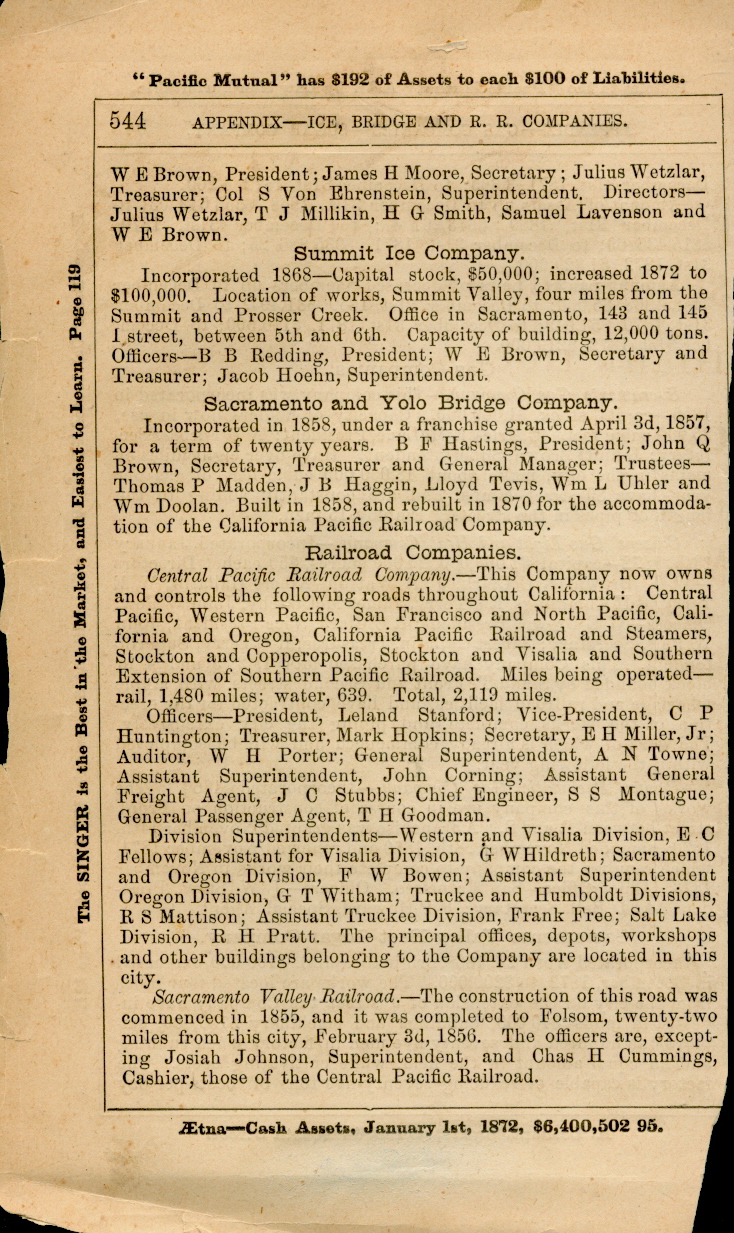 "Pacific Mutual" has $192 of Assets to each $100 of Liabilities.
544 APPENDIX—ICE, BRIDGE AND R. R. COMPANIES.
W E Brown, President; James H Moore, Secretary; Julius Wetzlar,
Treasurer; Col S Von Ehrenstein, Superintendent. Directors—
Julius Wetzlar, T J Millikin, H G Smith, Samuel Lavenson and
W E Brown.
Summit Ice Company.
Incorporated 1868—Capital stock, $50,000; increased 1872 to
$100,000. Location of works, Summit Valley, four miles from the
Summit and Prosser Creek. Office in Sacramento, 143 and 145
I street, between 5th and 6th. Capacity of building, 12,000 tons.
Officers—B B Redding, President; W E Brown, Secretary and
Treasurer; Jacob Hoehn, Superintendent.
Sacramento and Yolo Bridge Company.
Incorporated in 1858, under a franchise granted April 3d, 1857,
for a term of twenty years. B F Hastings, President; John Q
Brown, Secretary, Treasurer and General Manager; Trustees—
Thomas P Madden, J B Haggin, Lloyd Tevis, Wm L Uhler and
Wm Doolan. Built in 1858, and rebuilt in 1870 for the accommoda-
tion of the California Pacific Railroad Company.
Railroad Companies.
Central Pacific Railroad Company.—This Company now owns
and controls the following roads throughout California: Central
Pacific, Western Pacific, San Francisco and North Pacific, Cali-
fornia and Oregon, California Pacific Railroad and Steamers,
Stockton and Copperopolis, Stockton and Visalia and Southern
Extension of Southern Pacific Railroad. Miles being operated—
rail, 1,480 miles; water, 639. Total, 2,119 miles.
Officers—President, Leland Stanford; Vice-President, C P
Huntington; Treasurer, Mark Hopkins; Secretary, E H Miller, Jr;
Auditor, W H Porter; General Superintendent, A N Towne;
Assistant Superintendent, John Corning; Assistant General
Freight Agent, J C Stubbs; Chief Engineer, S S Montague;
General Passenger Agent, T H Goodman.
Division Superintendents—Western and Visalia Division, E C
Fellows; Assistant for Visalia Division, G W Hildreth; Sacramento
and Oregon Division, F W Bowen; Assistant Superintendent
Oregon Division, G T Witham; Truckee and Humboldt Divisions,
R S Mattison; Assistant Truckee Division, Frank Free; Salt Lake
Division, R H Pratt. The principal offices, depots, workshops
and other buildings belonging to the Company are located in this
city.
Sacramento Valley Railroad.—The construction of this road was
commenced in 1855, and it was completed to Folsom, twenty-two
miles from this city, February 3d, 1856. The officers are, except-
ing Josiah Johnson, Superintendent, and Chas H Cummings,
Cashier, those of the Central Pacific Railroad.
Ætna—Cash Assets, January 1st, 1872, $6,400,502 95.
The SINGER is the Best in the Market, and Easiest to Learn. Page 119